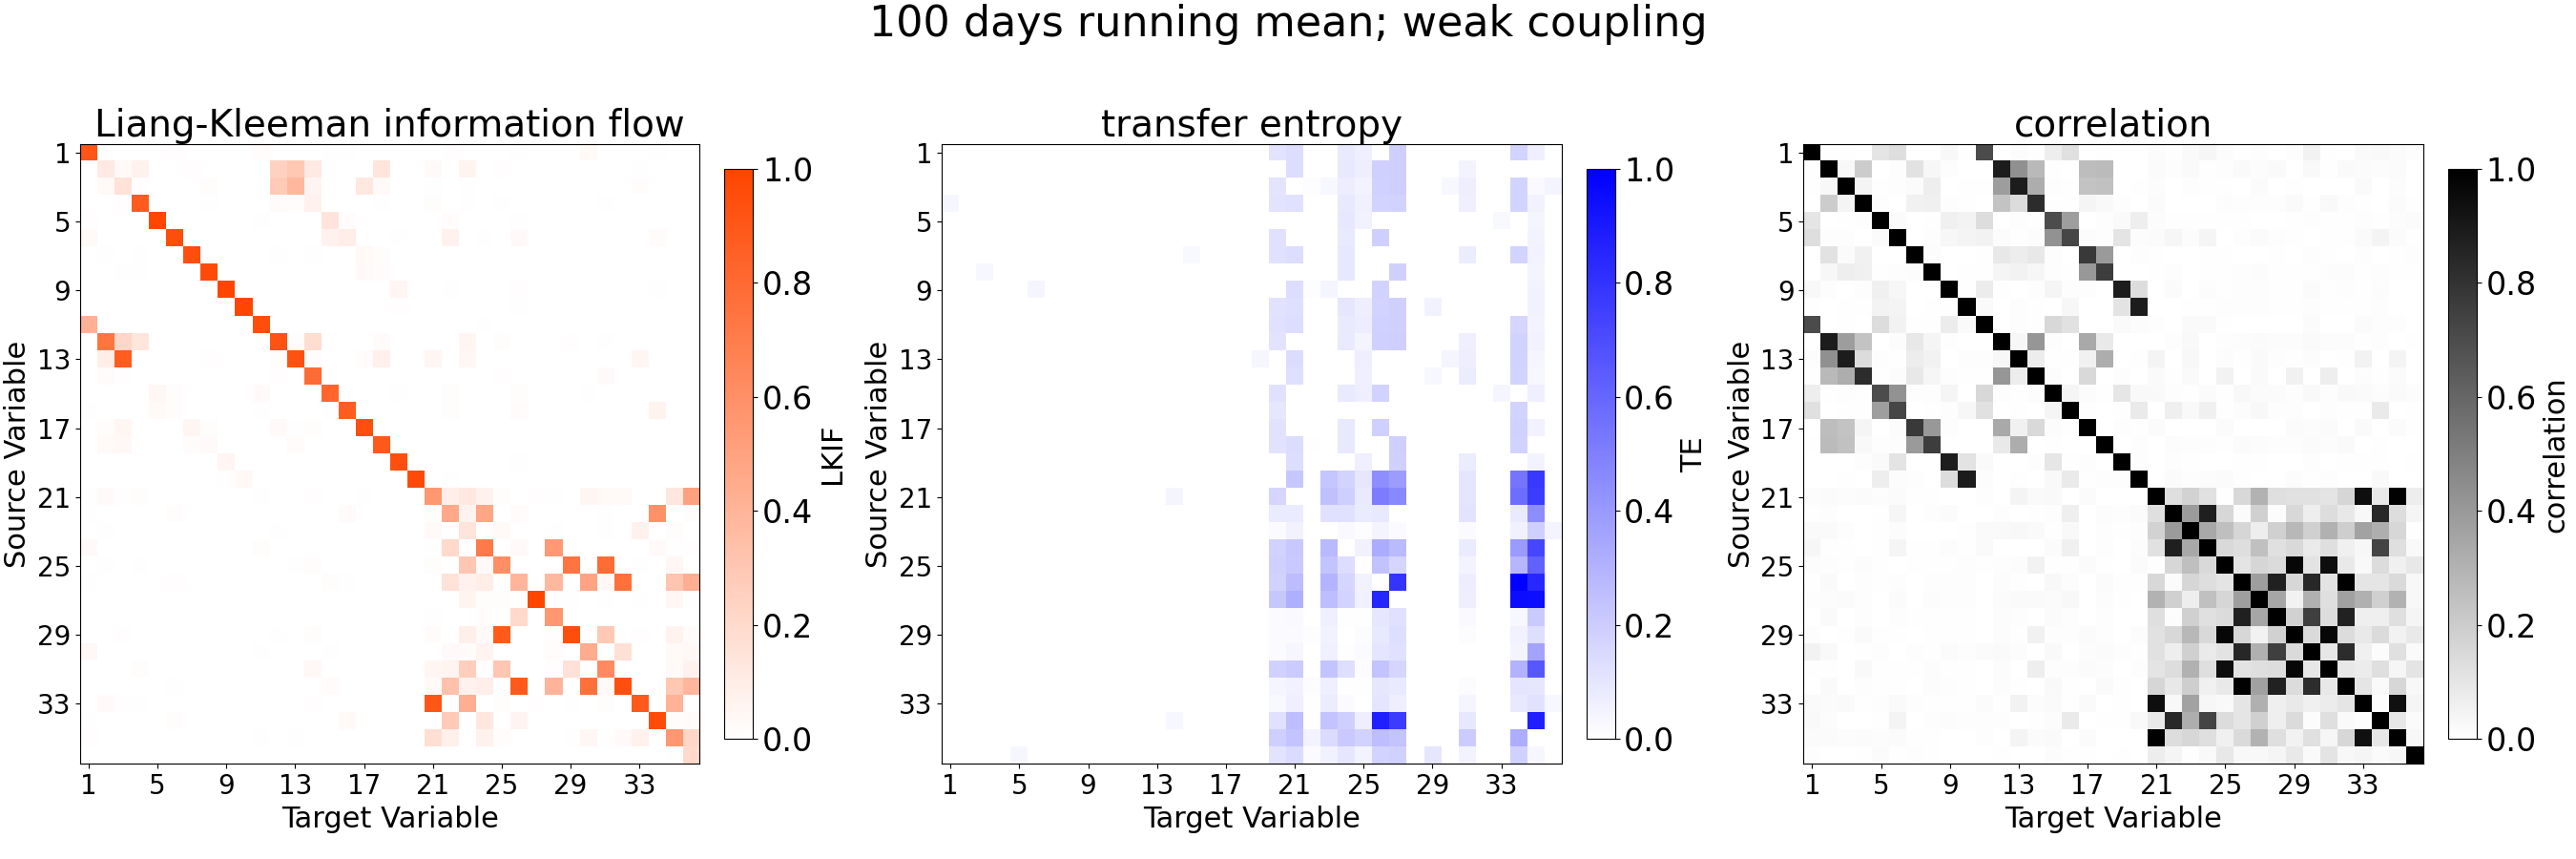 100 days running mean; weak coupling
Liang-Kleeman information flow
1
5
9
13
17
21
25
29
33
1 5 9 13 17 21 25 29 33
Source Variable
Target Variable
1.0
0.8
0.6
0.4
0.2
0.0
LKIF
transfer entropy
1
5
9
13
17
21
25
29
33
1 5 9 13 17 21 25 29 33
Source Variable
Target Variable
1.0
0.8
0.6
0.4
0.2
0.0
TE
correlation
1
5
9
13
17
21
25
29
33
1 5 9 13 17 21 25 29 33
Source Variable
Target Variable
1.0
0.8
0.6
0.4
0.2
0.0
correlation